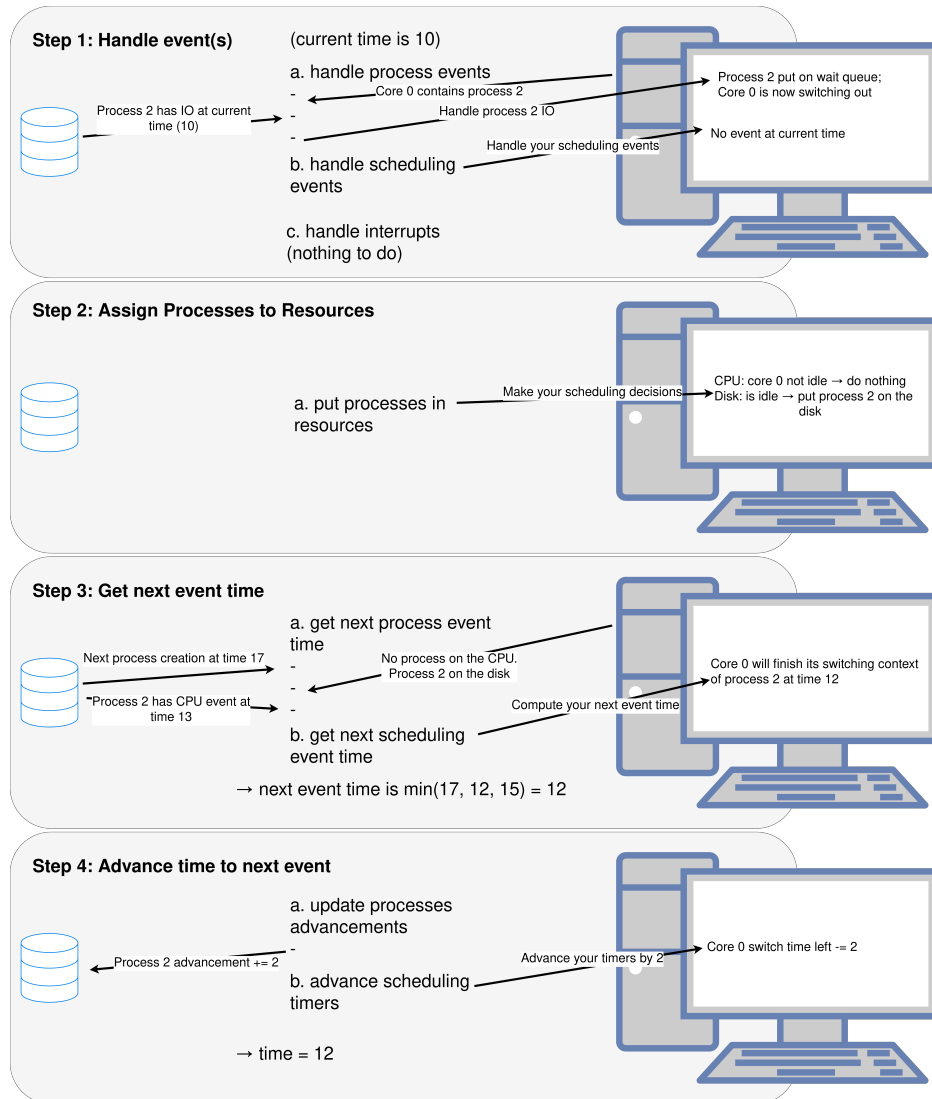 Step 1: Handle event(s)
(current time is 10)
a. handle process events
-
Core 0 contains process 2
Process 2 has IO at current
time (10)
-
Handle process 2 IO
-
Process 2 put on wait queue;
Core 0 is now switching out
Handle your scheduling events
No event at current time
b. handle scheduling
events
c. handle interrupts
(nothing to do)
Step 2: Assign Processes to Resources
a. put processes in
resources
Make your scheduling decisions
CPU: core 0 not idle → do nothing
Disk: is idle → put process 2 on the
disk
Step 3: Get next event time
a. get next process event
time
Next process creation at time 17
-
No process on the CPU.
Process 2 on the disk
-
Process 2 has CPU event at
time 13
-
Compute your next event time
Core 0 will finish its switching context
of process 2 at time 12
b. get next scheduling
event time
→ next event time is min(17, 12, 15) = 12
Step 4: Advance time to next event
a. update processes
advancements
-
Process 2 advancement += 2
Advance your timers by 2
Core 0 switch time left -= 2
b. advance scheduling
timers
→ time = 12